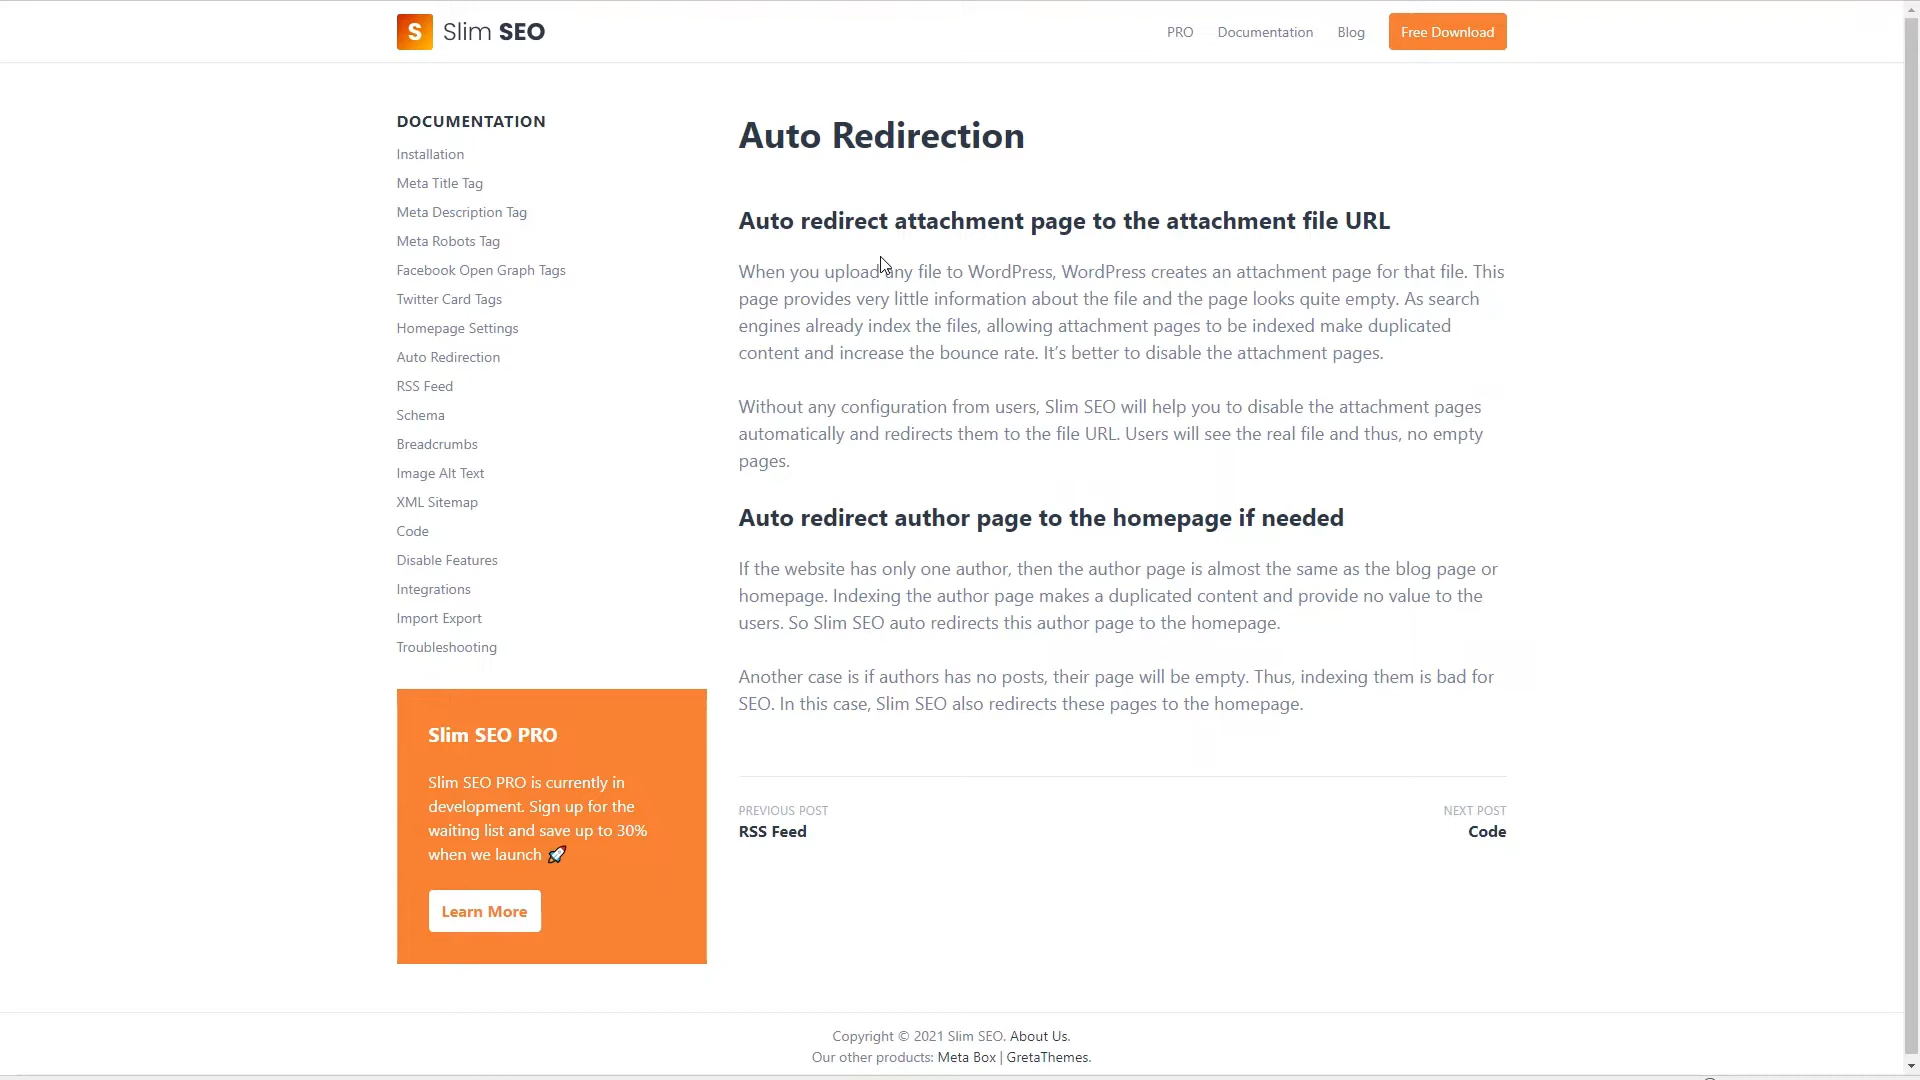 S Slim SEO
PRO Documentation Blog Free Download
DOCUMENTATION
Installation
Meta Title Tag
Meta Description Tag
Meta Robots Tag
Facebook Open Graph Tags
Twitter Card Tags
Homepage Settings
Auto Redirection
RSS Feed
Schema
Breadcrumbs
Image Alt Text
XML Sitemap
Code
Disable Features
Integrations
Import Export
Troubleshooting
Slim SEO PRO
Slim SEO PRO is currently in
development. Sign up for the
waiting list and save up to 30%
when we launch 🚀
Learn More
Auto Redirection
Auto redirect attachment page to the attachment file URL
When you upload any file to WordPress, WordPress creates an attachment page for that file. This
page provides very little information about the file and the page looks quite empty. As search
engines already index the files, allowing attachment pages to be indexed make duplicated
content and increase the bounce rate. It’s better to disable the attachment pages.
Without any configuration from users, Slim SEO will help you to disable the attachment pages
automatically and redirects them to the file URL. Users will see the real file and thus, no empty
pages.
Auto redirect author page to the homepage if needed
If the website has only one author, then the author page is almost the same as the blog page or
homepage. Indexing the author page makes a duplicated content and provide no value to the
users. So Slim SEO auto redirects this author page to the homepage.
Another case is if authors has no posts, their page will be empty. Thus, indexing them is bad for
SEO. In this case, Slim SEO also redirects these pages to the homepage.
PREVIOUS POST
RSS Feed
NEXT POST
Code
Copyright © 2021 Slim SEO. About Us.
Our other products: Meta Box | GretaThemes.